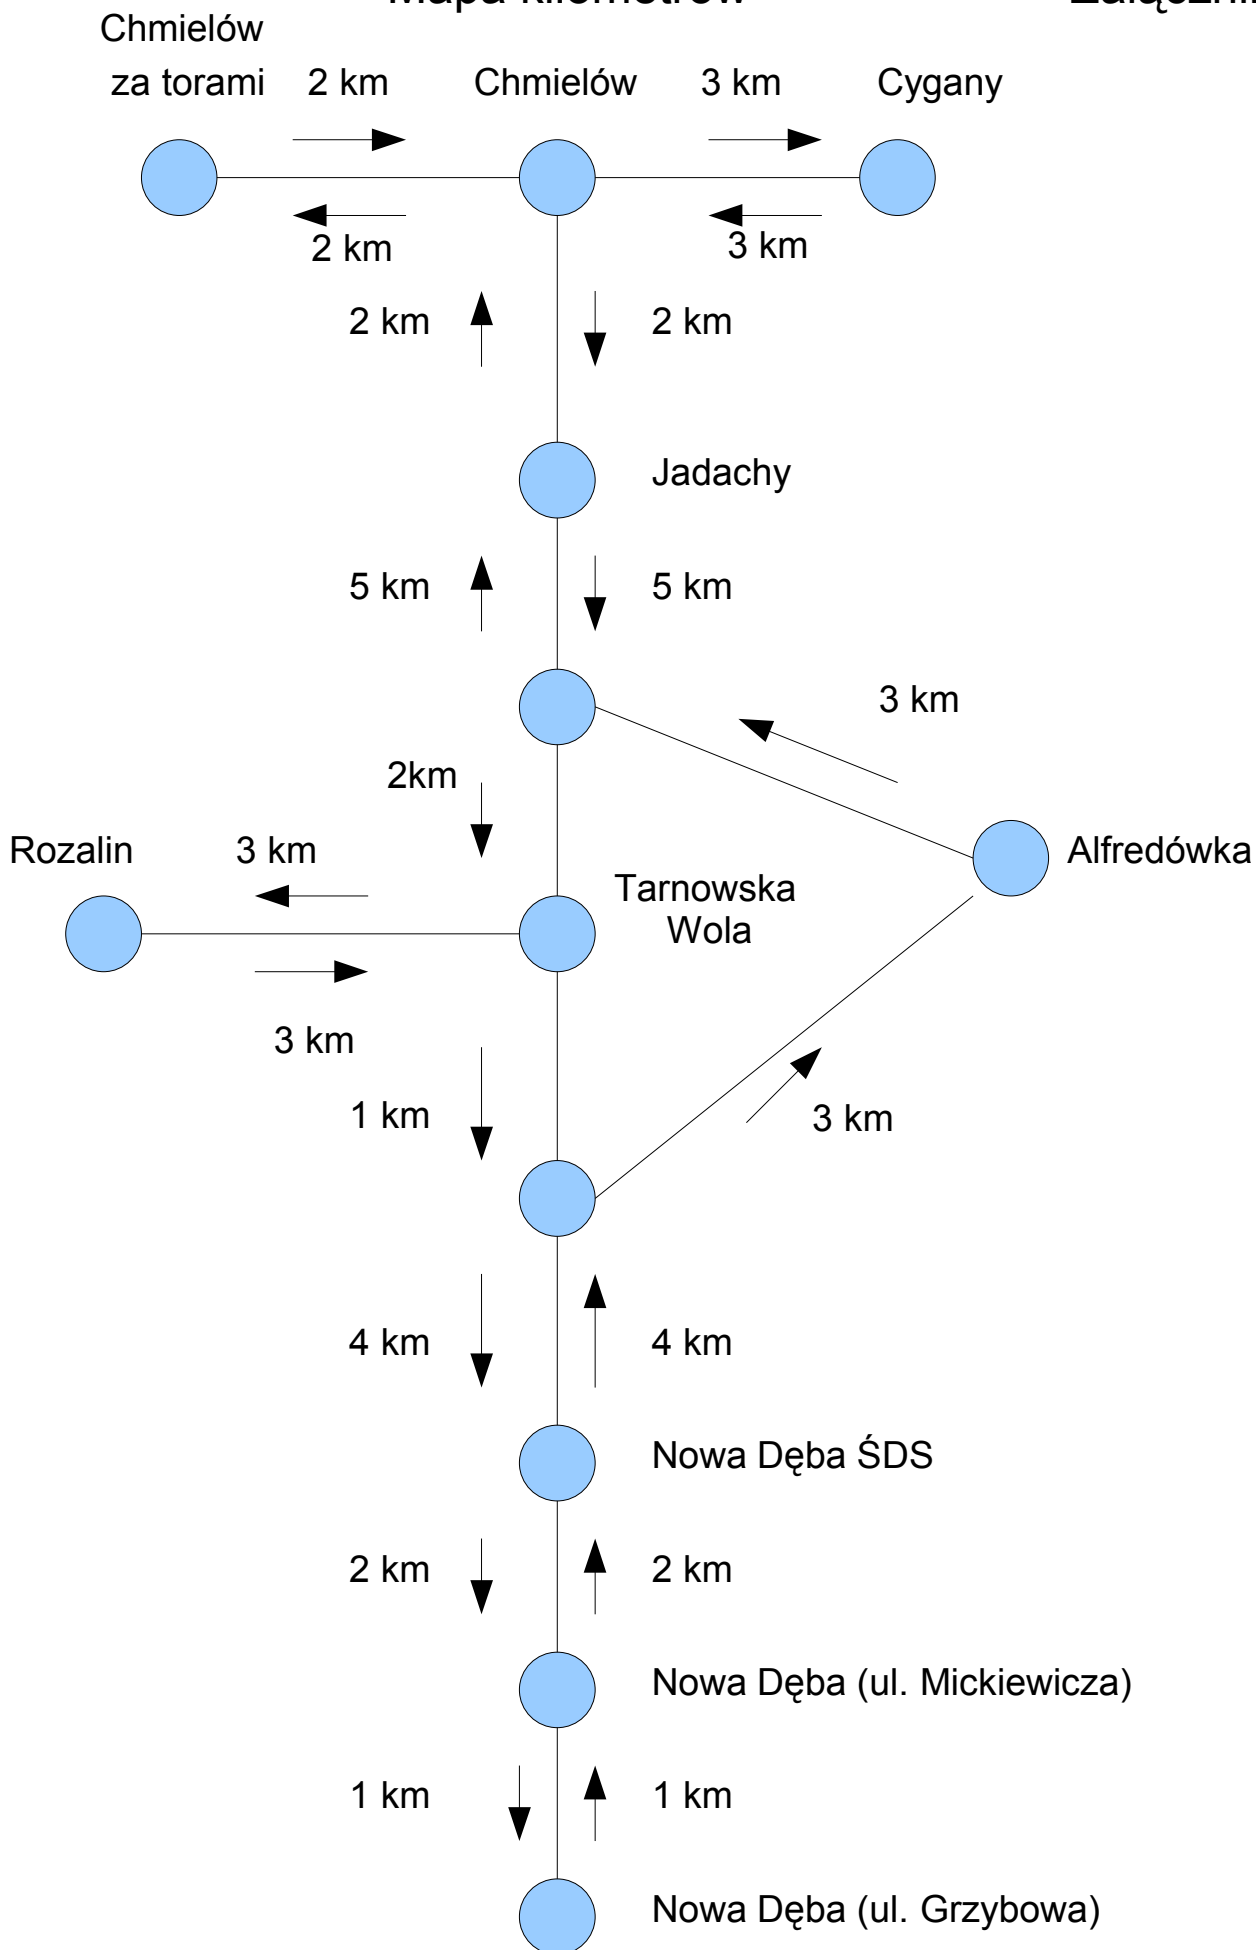 Mapa kilometrów
Chmielów
za torami 2 km Chmielów 3 km Cygany
2 km 3 km
2 km 2 km
Jadachy
5 km 5 km
3 km
2km
Rozalin 3 km Alfredówka
Tarnowska
Wola
3 km
1 km 3 km
4 km 4 km
Nowa Dęba ŚDS
2 km 2 km
Nowa Dęba (ul. Mickiewicza)
1 km 1 km
Nowa Dęba (ul. Grzybowa)